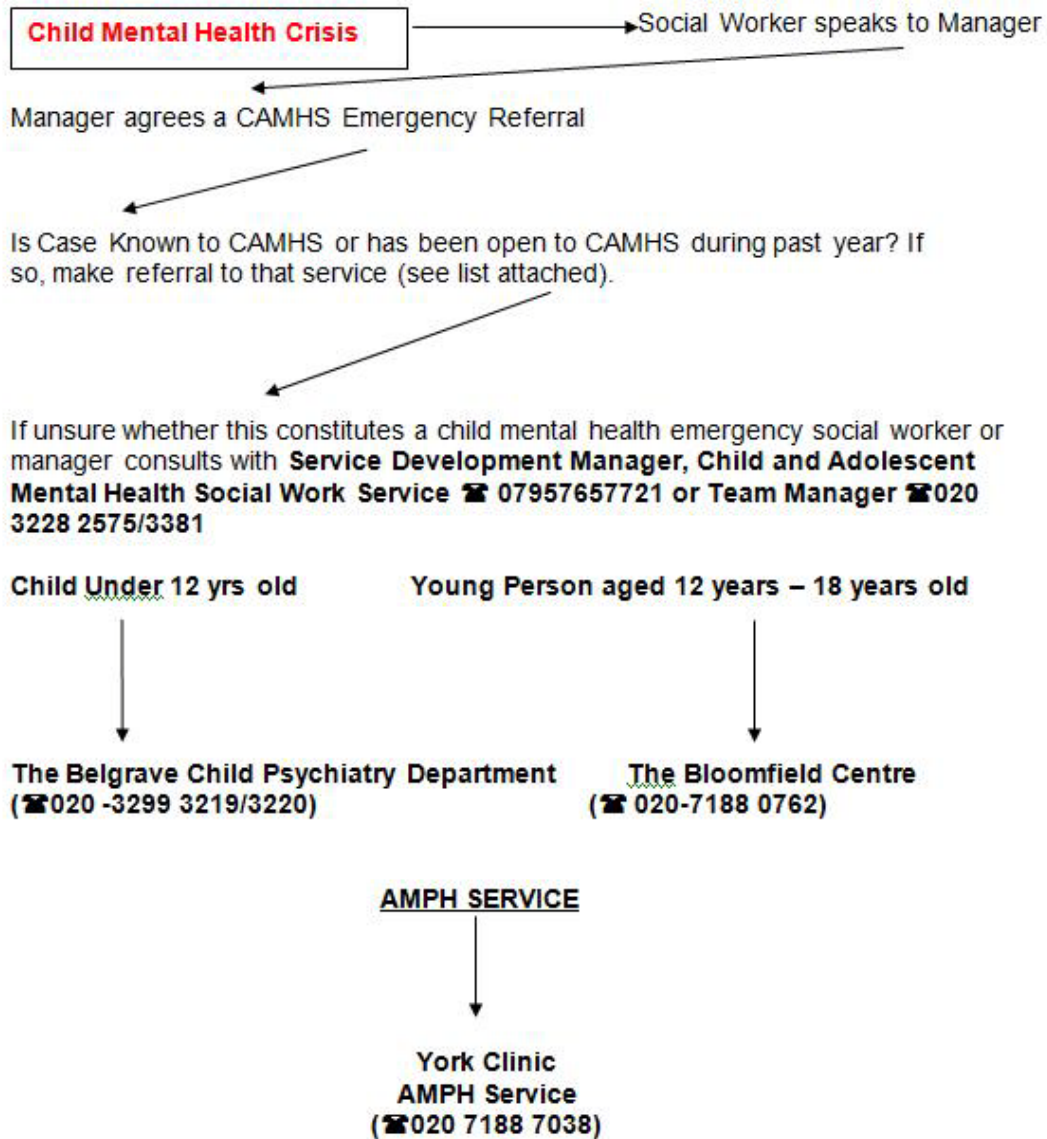 Child Mental Health Crisis
Social Worker speaks to Manager
Manager agrees a CAMHS Emergency Referral
Is Case Known to CAMHS or has been open to CAMHS during past year? If
so, make referral to that service (see list attached).
If unsure whether this constitutes a child mental health emergency social worker or
manager consults with Service Development Manager, Child and Adolescent
Mental Health Social Work Service ☎ 07957657721 or Team Manager ☎020
3228 2575/3381
Child Under 12 yrs old
Young Person aged 12 years – 18 years old
The Belgrave Child Psychiatry Department
(☎020 -3299 3219/3220)
The Bloomfield Centre
(☎ 020-7188 0762)
AMPH SERVICE
York Clinic
AMPH Service
(☎020 7188 7038)